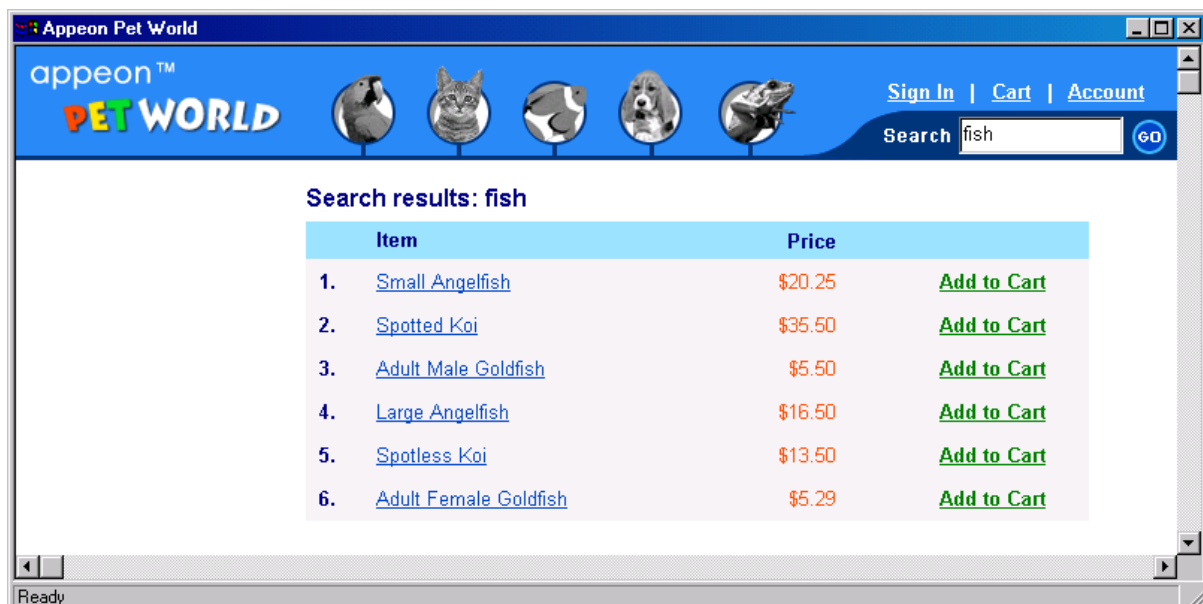 Appeon Pet World
appeon™
PET WORLD
Sign In | Cart | Account
Search fish GO
Search results: fish
Item Price
1. Small Angelfish $20.25 Add to Cart
2. Spotted Koi $35.50 Add to Cart
3. Adult Male Goldfish $5.50 Add to Cart
4. Large Angelfish $16.50 Add to Cart
5. Spotless Koi $13.50 Add to Cart
6. Adult Female Goldfish $5.29 Add to Cart
Ready